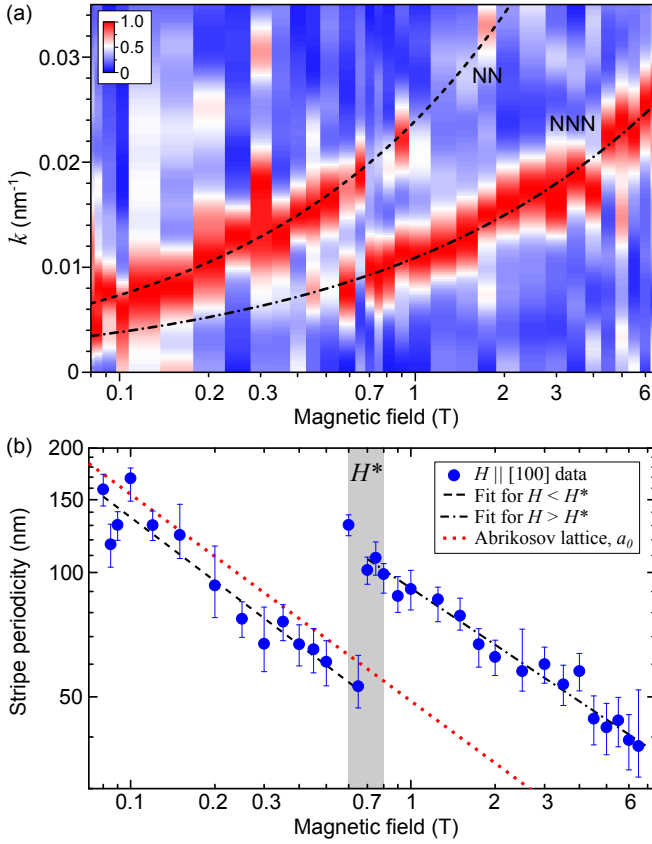 (a)
1.0
0.5
0
NN
NNN
0.03
0.02
0.01
0
k (nm⁻¹)
0.1
0.2
0.3
0.7
1
2
3
6
Magnetic field (T)
(b)
200
150
100
50
Stripe periodicity (nm)
H*
H || [100] data
Fit for H < H*
Fit for H > H*
Abrikosov lattice, a₀
0.1
0.2
0.3
0.7
1
2
3
6
Magnetic field (T)